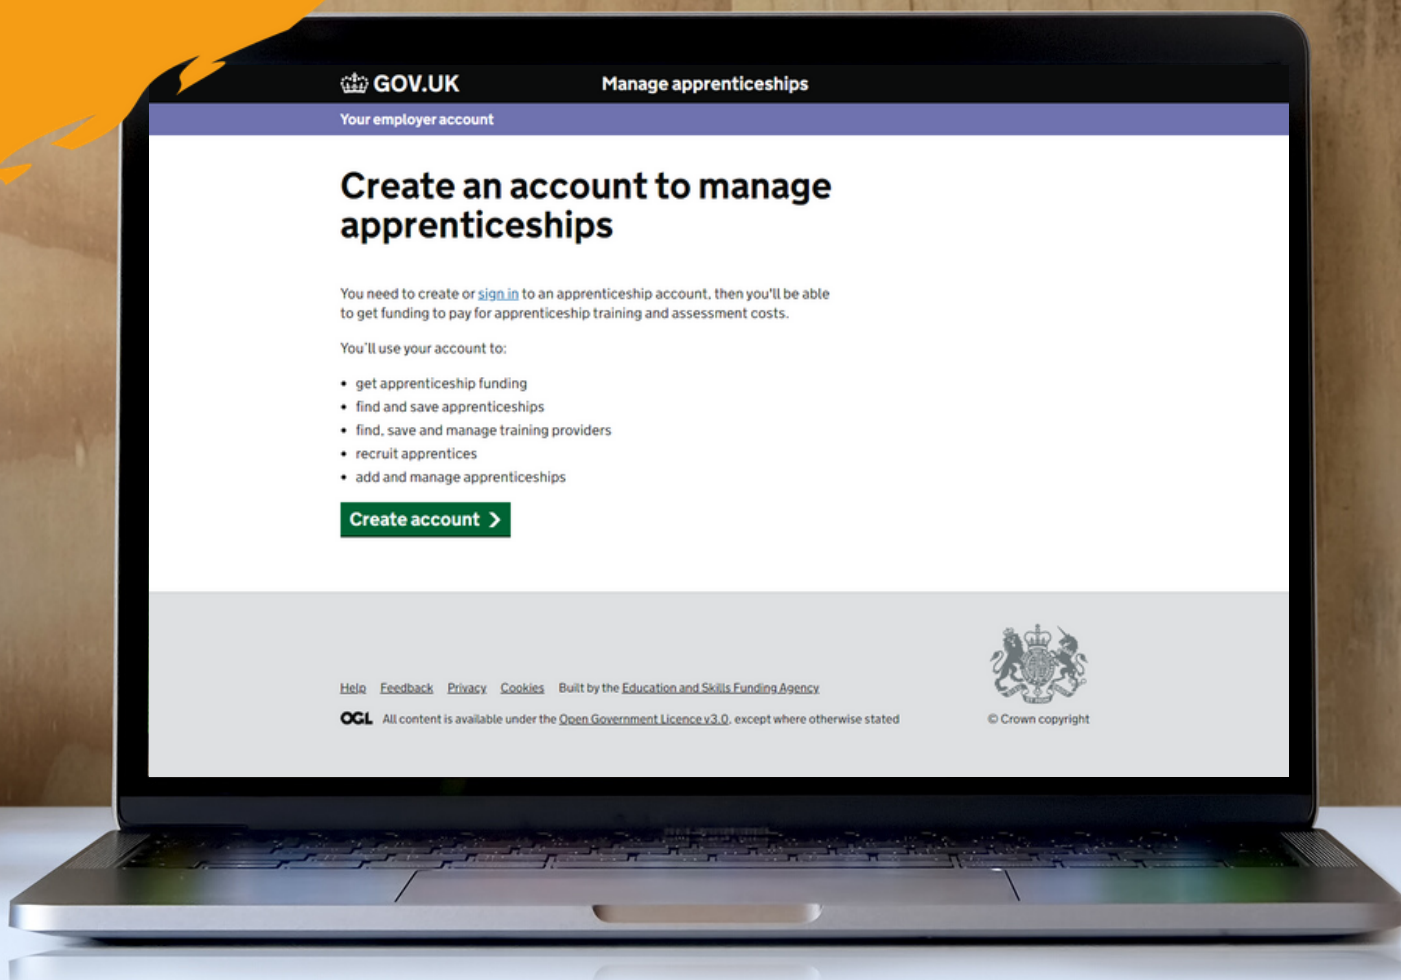 GOV.UK
Manage apprenticeships
Your employer account
Create an account to manage
apprenticeships
You need to create or sign in to an apprenticeship account, then you'll be able
to get funding to pay for apprenticeship training and assessment costs.
You'll use your account to:
• get apprenticeship funding
• find and save apprenticeships
• find, save and manage training providers
• recruit apprentices
• add and manage apprenticeships
Create account
Help Feedback Privacy Cookies Built by the Education and Skills Funding Agency
OGL All content is available under the Open Government Licence v3.0, except where otherwise stated
© Crown copyright